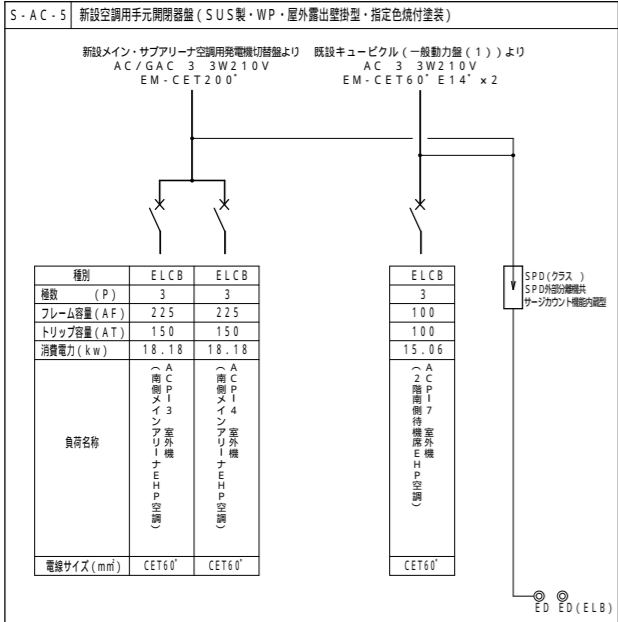 S-AC-5 新設空調用手元開閉器盤(SUS製・WP・屋外露出壁掛型・指定色焼付塗装)
新設メイン・サブアリーナ空調用発電機切替盤より
AC/GAC 3 3W210V
EM-CET200°
既設キュービクル(一般動力盤(1))より
AC 3 3W210V
EM-CET60° E14° ×2
種別 ELCB ELCB ELCB
極数 (P) 3 3 3
フレーム容量(AF) 225 225 100
トリップ容量(AT) 150 150 100
消費電力(kw) 18.18 18.18 15.06
負荷名称
ACPI-3 室外機
(南側メインアリーナEHP空調)
ACPI-4 室外機
(南側メインアリーナEHP空調)
ACPI-7 室外機
(2階南側待機席EHP空調)
電線サイズ(mm²) CET60° CET60° CET60°
SPD(クラス )
SPD外部分離機共
サージカウント機能内蔵型
ED ED(ELB)